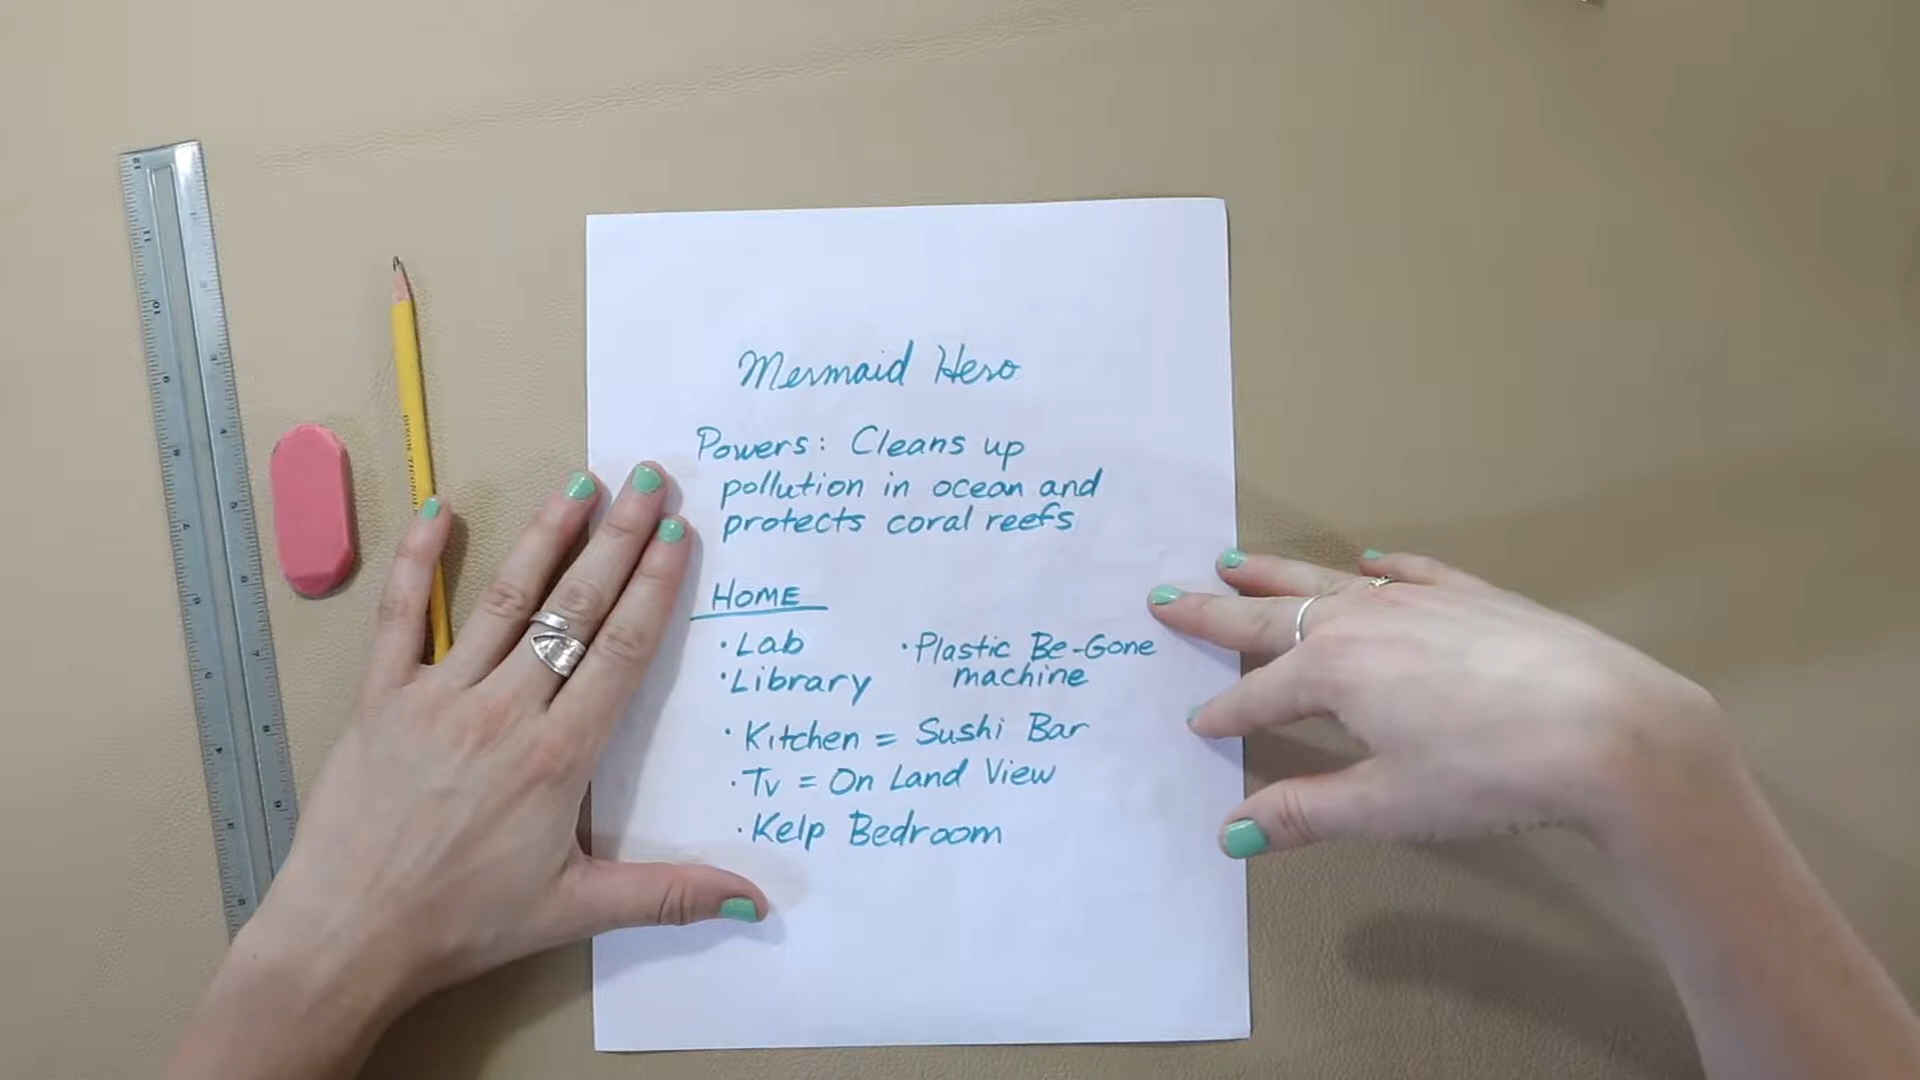 Mermaid Hero
Powers: Cleans up
pollution in ocean and
protects coral reefs
HOME
• Lab
• Library
• Plastic Be-Gone
machine
• Kitchen = Sushi Bar
• Tv = On Land View
• Kelp Bedroom